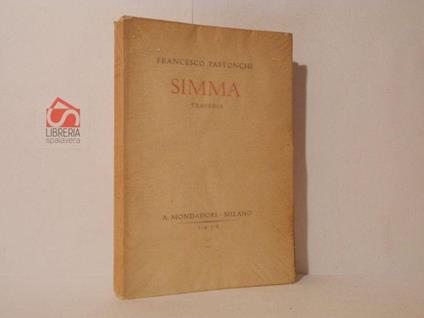 FRANCESCO PASTONCHI
SIMMA
TRAGEDIA
A. MONDADORI - MILANO
LIBRERIA
spalavera